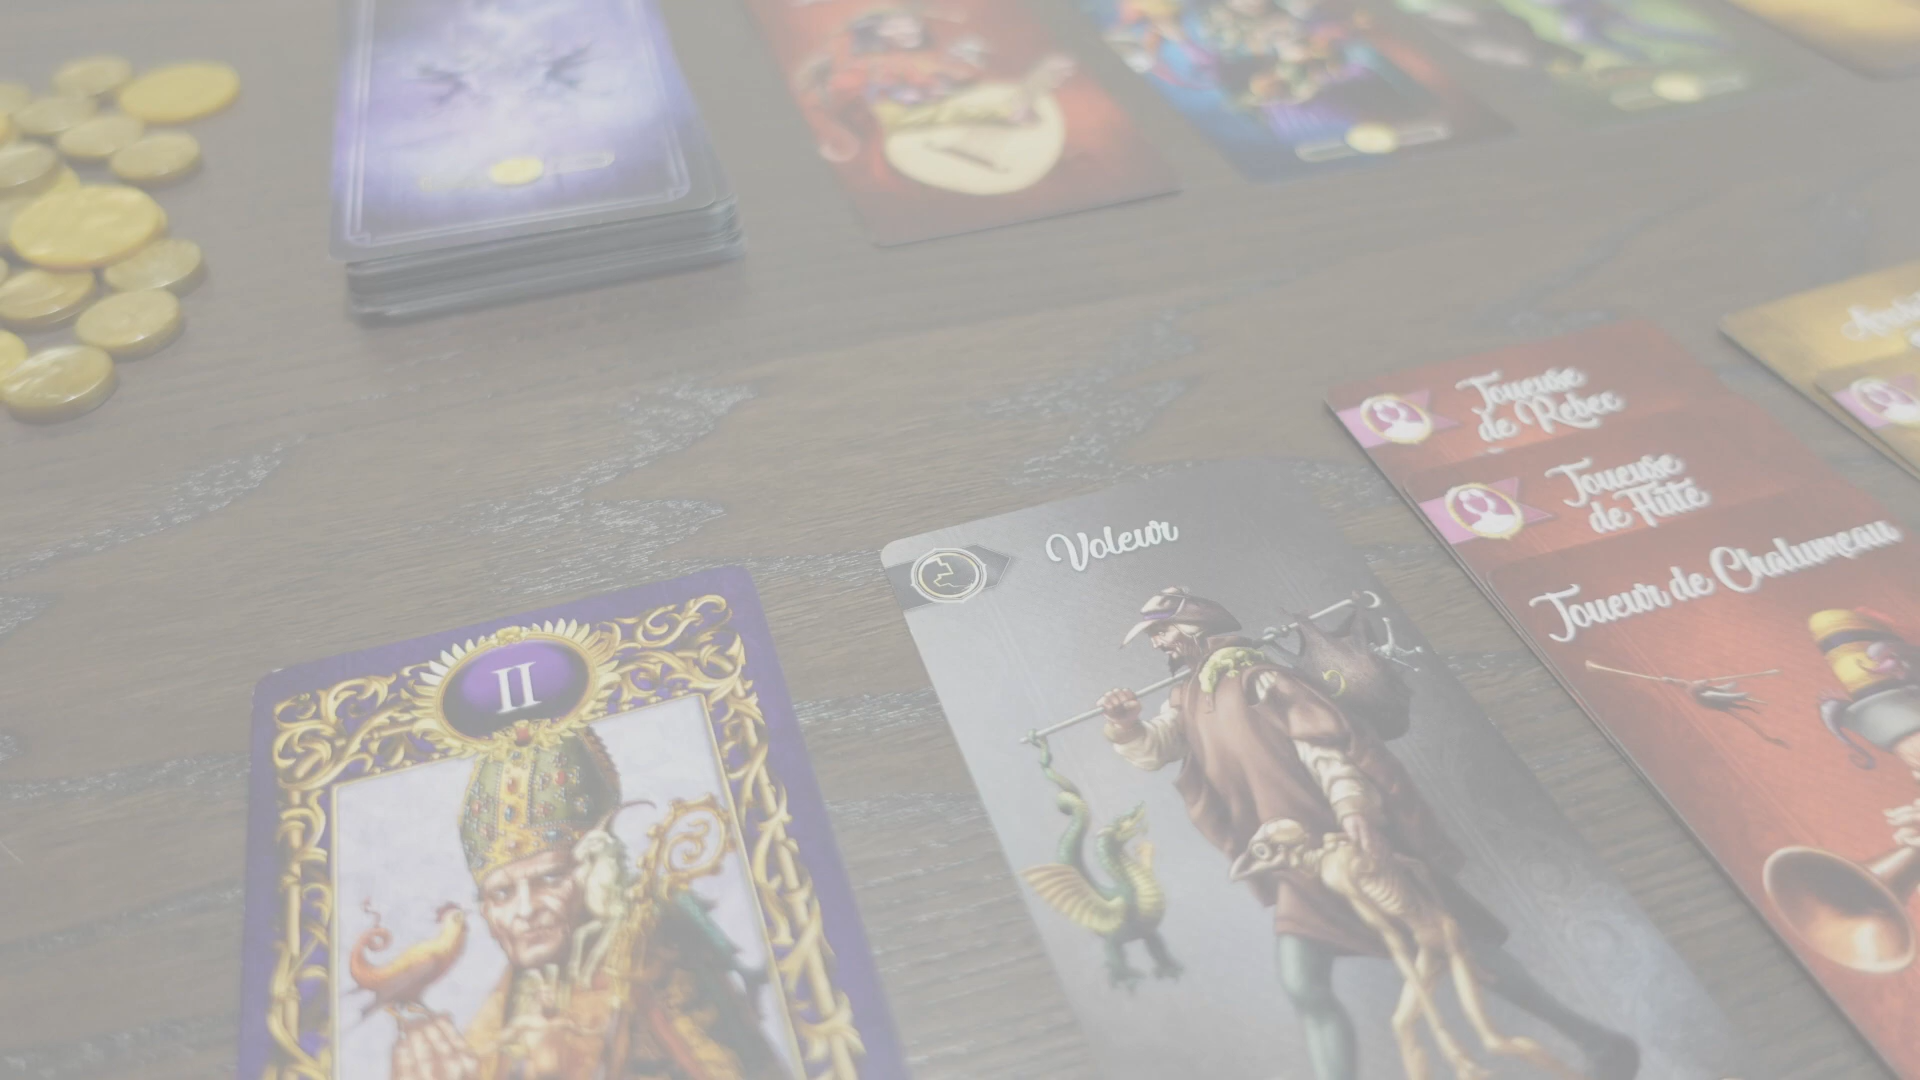 Joueuse
de Rebec
Joueuse
de Flûte
Joueur de Chalumeau
Voleur
II